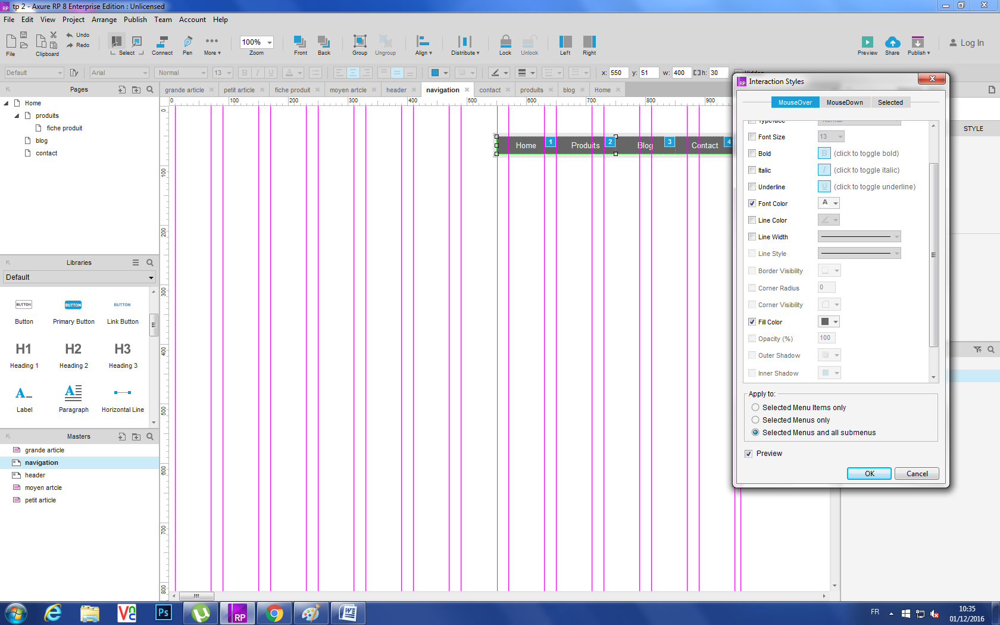 tp 2 - Axure RP 8 Enterprise Edition : Unlicensed
File Edit View Project Arrange Publish Team Account Help
Undo
Redo
100%
File Clipboard Select Connect Pen More Zoom Front Back Group Ungroup Align Distribute Lock Unlock Left Right Preview Share Publish Log In
Default Arial Normal 13 B I U A x: 550 y: 51 w: 400 h: 30 Hidden
Pages
grande article petit article fiche produit moyen artcle header navigation contact produits blog Home
Home
produits
fiche produit
blog
contact
0 100 200 300 400 500 600 700 800 900
0
100
200
300
400
500
600
700
800
Home 1 Produits 2 Blog 3 Contact 4
Libraries
Default
BUTTON BUTTON BUTTON
Button Primary Button Link Button
H1 H2 H3
Heading 1 Heading 2 Heading 3
A A
Label Paragraph Horizontal Line
Masters
grande article
navigation
header
moyen artcle
petit article
RP Interaction Styles
MouseOver MouseDown Selected
Typeface Normal
Font Size 13
Bold B (click to toggle bold)
Italic I (click to toggle italic)
Underline U (click to toggle underline)
Font Color A
Line Color
Line Width
Line Style
Border Visibility
Corner Radius 0
Corner Visibility
Fill Color
Opacity (%) 100
Outer Shadow
Inner Shadow
Apply to:
Selected Menu Items only
Selected Menus only
Selected Menus and all submenus
Preview
OK Cancel
STYLE
Ps RP W
FR
10:35
01/12/2016